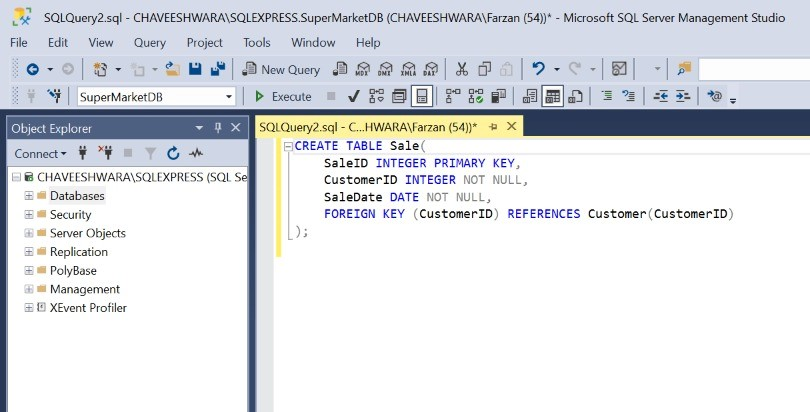 SQLQuery2.sql - CHAVEESHWARA\SQLEXPRESS.SuperMarketDB (CHAVEESHWARA\Farzan (54))* - Microsoft SQL Server Management Studio
File Edit View Query Project Tools Window Help
New Query MDX DMX XMLA DAX
SuperMarketDB Execute
Object Explorer
Connect
CHAVEESHWARA\SQLEXPRESS (SQL Se
Databases
Security
Server Objects
Replication
PolyBase
Management
XEvent Profiler
SQLQuery2.sql - C...HWARA\Farzan (54))*
CREATE TABLE Sale(
SaleID INTEGER PRIMARY KEY,
CustomerID INTEGER NOT NULL,
SaleDate DATE NOT NULL,
FOREIGN KEY (CustomerID) REFERENCES Customer(CustomerID)
);